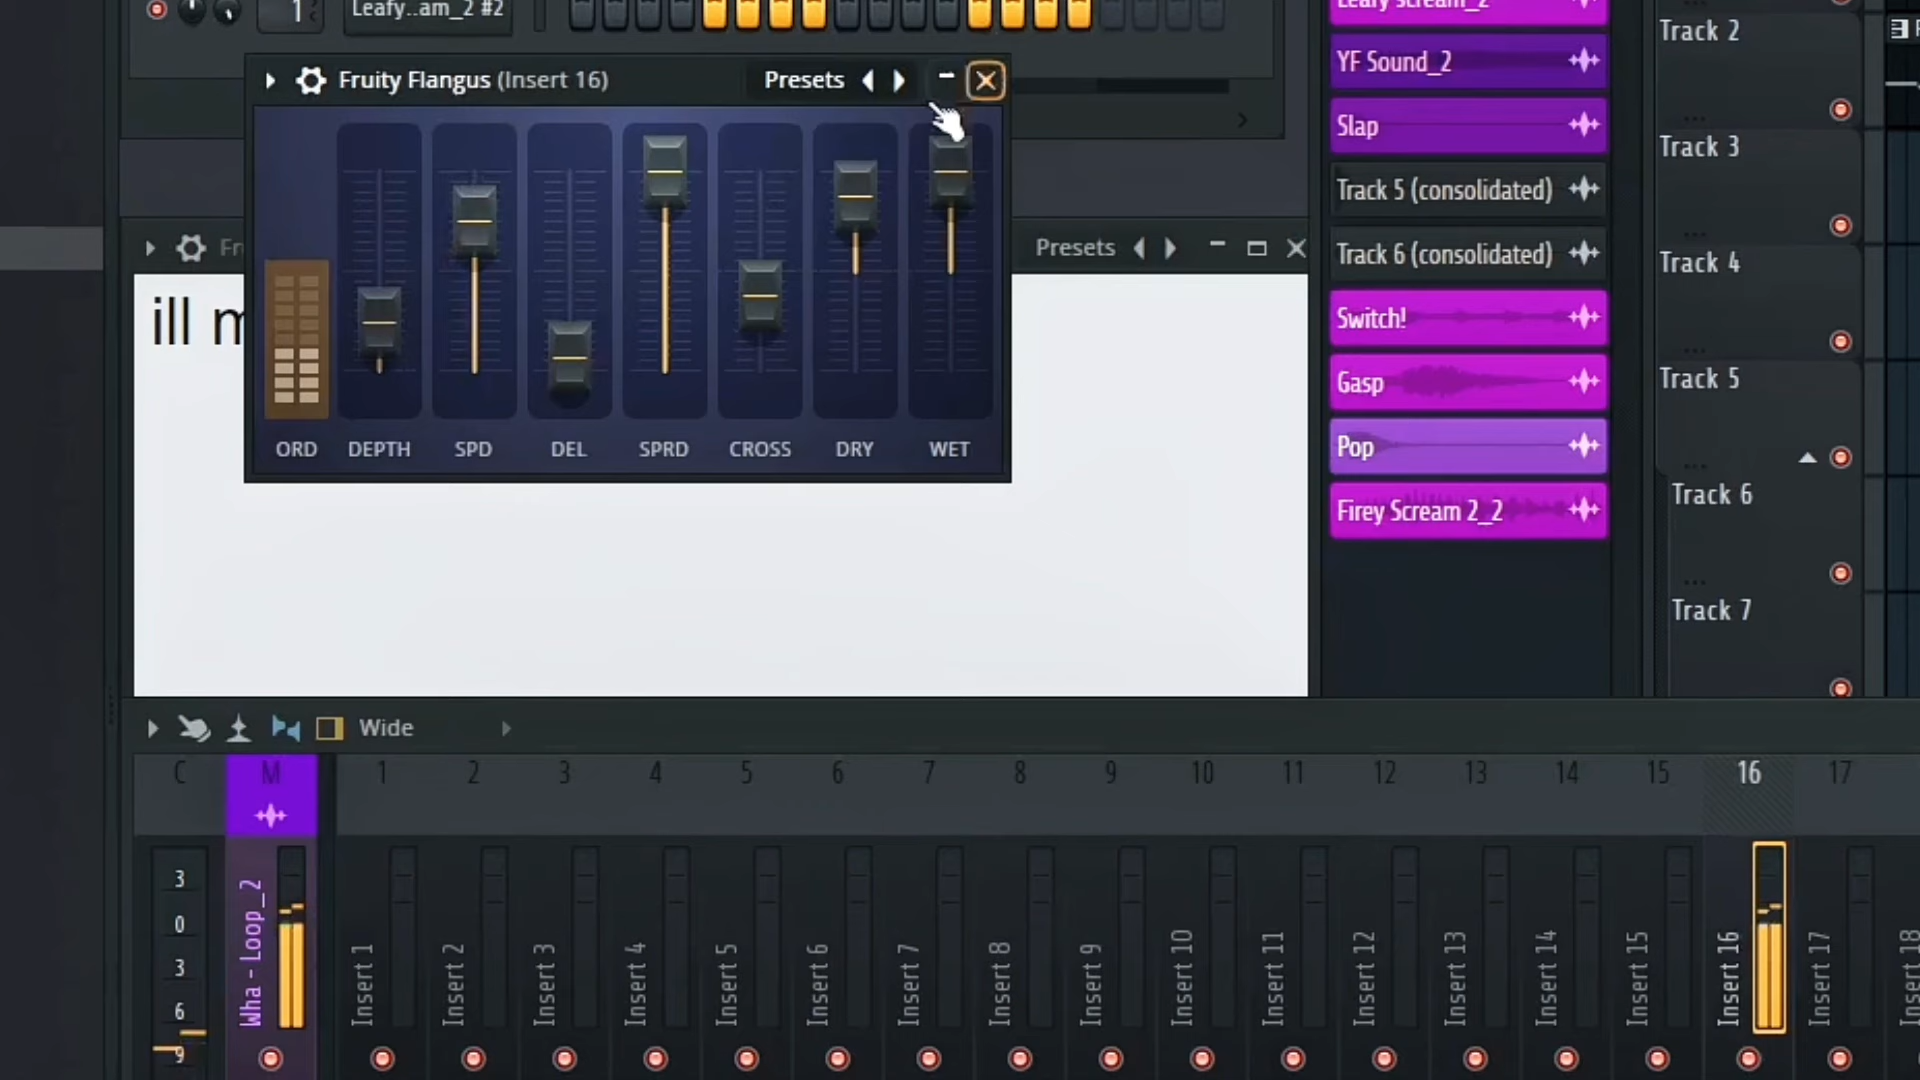 1
Leafy..am_2 #2
Leafy scream_2
Track 2
YF Sound_2
Fruity Flangus (Insert 16)
Presets
Slap
Track 3
Track 5 (consolidated)
Presets
Track 6 (consolidated)
Track 4
ill
Switch!
Gasp
Track 5
ORD DEPTH SPD DEL SPRD CROSS DRY WET
Pop
Firey Scream 2_2
Track 6
Track 7
Wide
C M 1 2 3 4 5 6 7 8 9 10 11 12 13 14 15 16 17
3
0
3
6
9
Wha - Loop_2
Insert 1
Insert 2
Insert 3
Insert 4
Insert 5
Insert 6
Insert 7
Insert 8
Insert 9
Insert 10
Insert 11
Insert 12
Insert 13
Insert 14
Insert 15
Insert 16
Insert 17
Insert 18